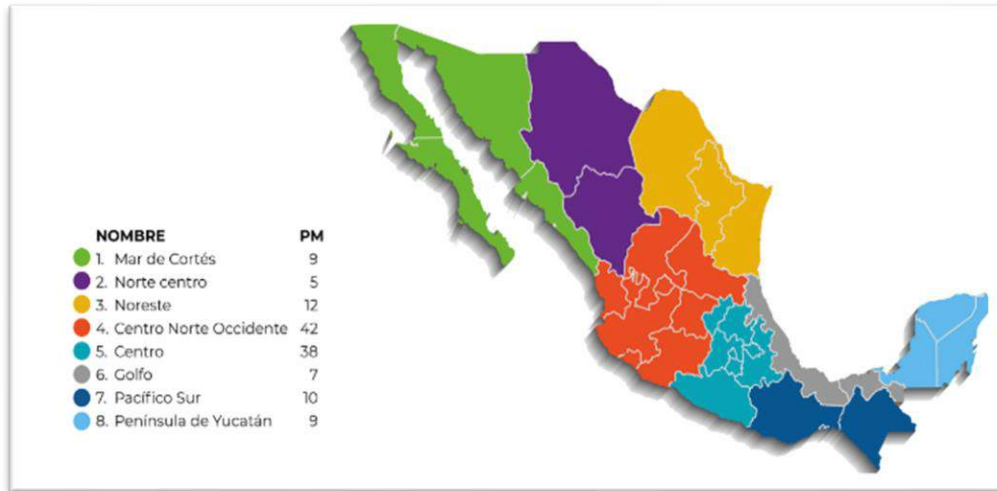 NOMBRE PM
1. Mar de Cortés 9
2. Norte centro 5
3. Noreste 12
4. Centro Norte Occidente 42
5. Centro 38
6. Golfo 7
7. Pacífico Sur 10
8. Península de Yucatán 9